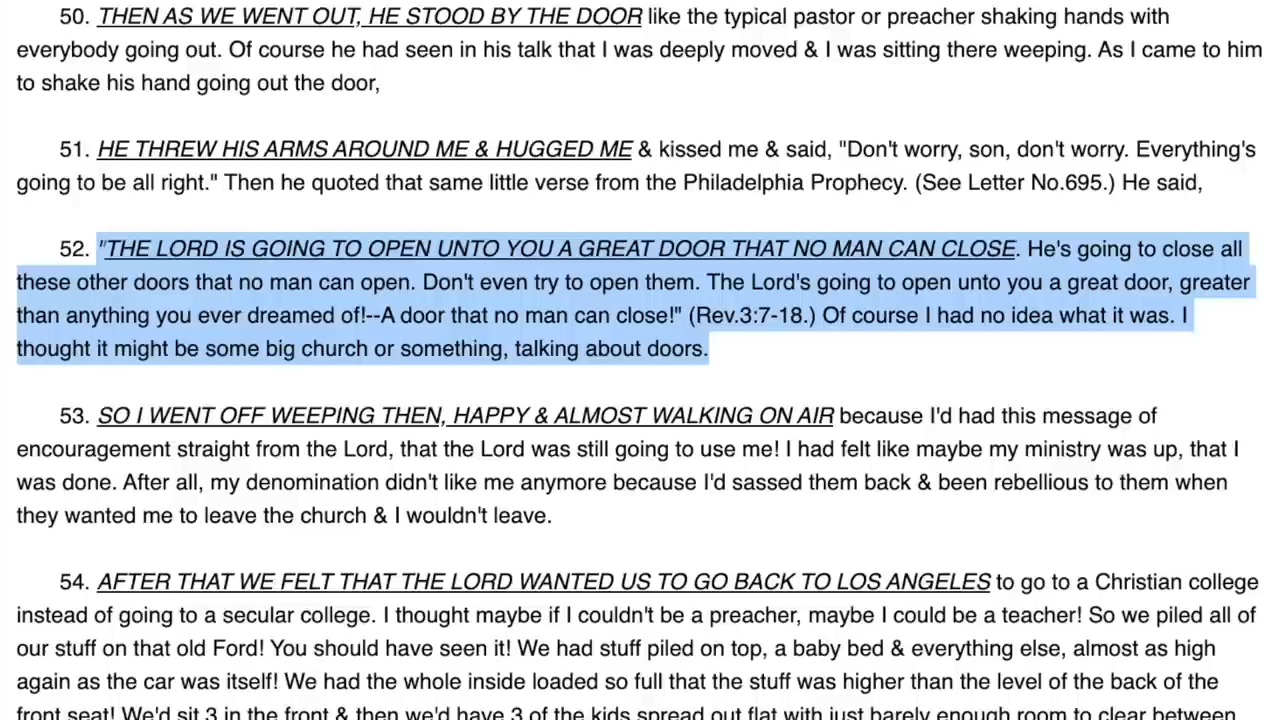 50. THEN AS WE WENT OUT, HE STOOD BY THE DOOR like the typical pastor or preacher shaking hands with
everybody going out. Of course he had seen in his talk that I was deeply moved & I was sitting there weeping. As I came to him
to shake his hand going out the door,
51. HE THREW HIS ARMS AROUND ME & HUGGED ME & kissed me & said, "Don't worry, son, don't worry. Everything's
going to be all right." Then he quoted that same little verse from the Philadelphia Prophecy. (See Letter No.695.) He said,
52. "THE LORD IS GOING TO OPEN UNTO YOU A GREAT DOOR THAT NO MAN CAN CLOSE. He's going to close all
these other doors that no man can open. Don't even try to open them. The Lord's going to open unto you a great door, greater
than anything you ever dreamed of!--A door that no man can close!" (Rev.3:7-18.) Of course I had no idea what it was. I
thought it might be some big church or something, talking about doors.
53. SO I WENT OFF WEEPING THEN, HAPPY & ALMOST WALKING ON AIR because I'd had this message of
encouragement straight from the Lord, that the Lord was still going to use me! I had felt like maybe my ministry was up, that I
was done. After all, my denomination didn't like me anymore because I'd sassed them back & been rebellious to them when
they wanted me to leave the church & I wouldn't leave.
54. AFTER THAT WE FELT THAT THE LORD WANTED US TO GO BACK TO LOS ANGELES to go to a Christian college
instead of going to a secular college. I thought maybe if I couldn't be a preacher, maybe I could be a teacher! So we piled all of
our stuff on that old Ford! You should have seen it! We had stuff piled on top, a baby bed & everything else, almost as high
again as the car was itself! We had the whole inside loaded so full that the stuff was higher than the level of the back of the
front seat! We'd sit 3 in the front & then we'd have 3 of the kids spread out flat with just barely enough room to clear between